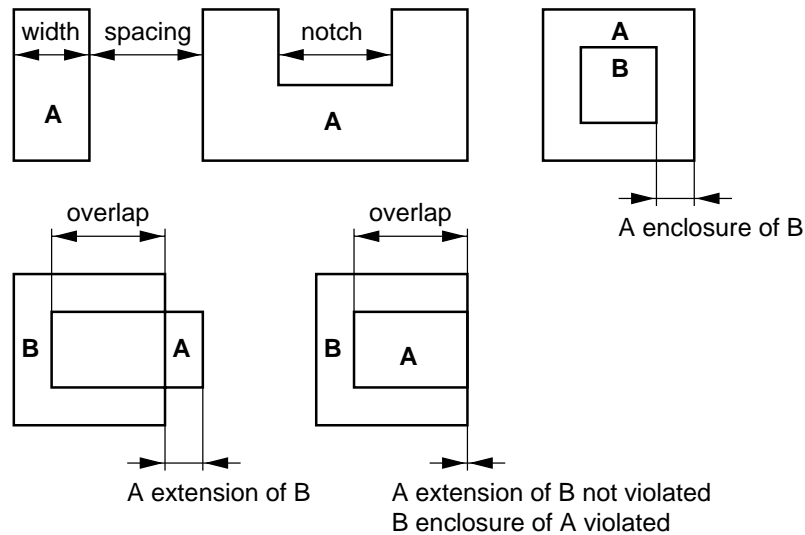 width spacing notch
A
A
A
B
A enclosure of B
overlap
overlap
B
A
B
A
A extension of B
A extension of B not violated
B enclosure of A violated